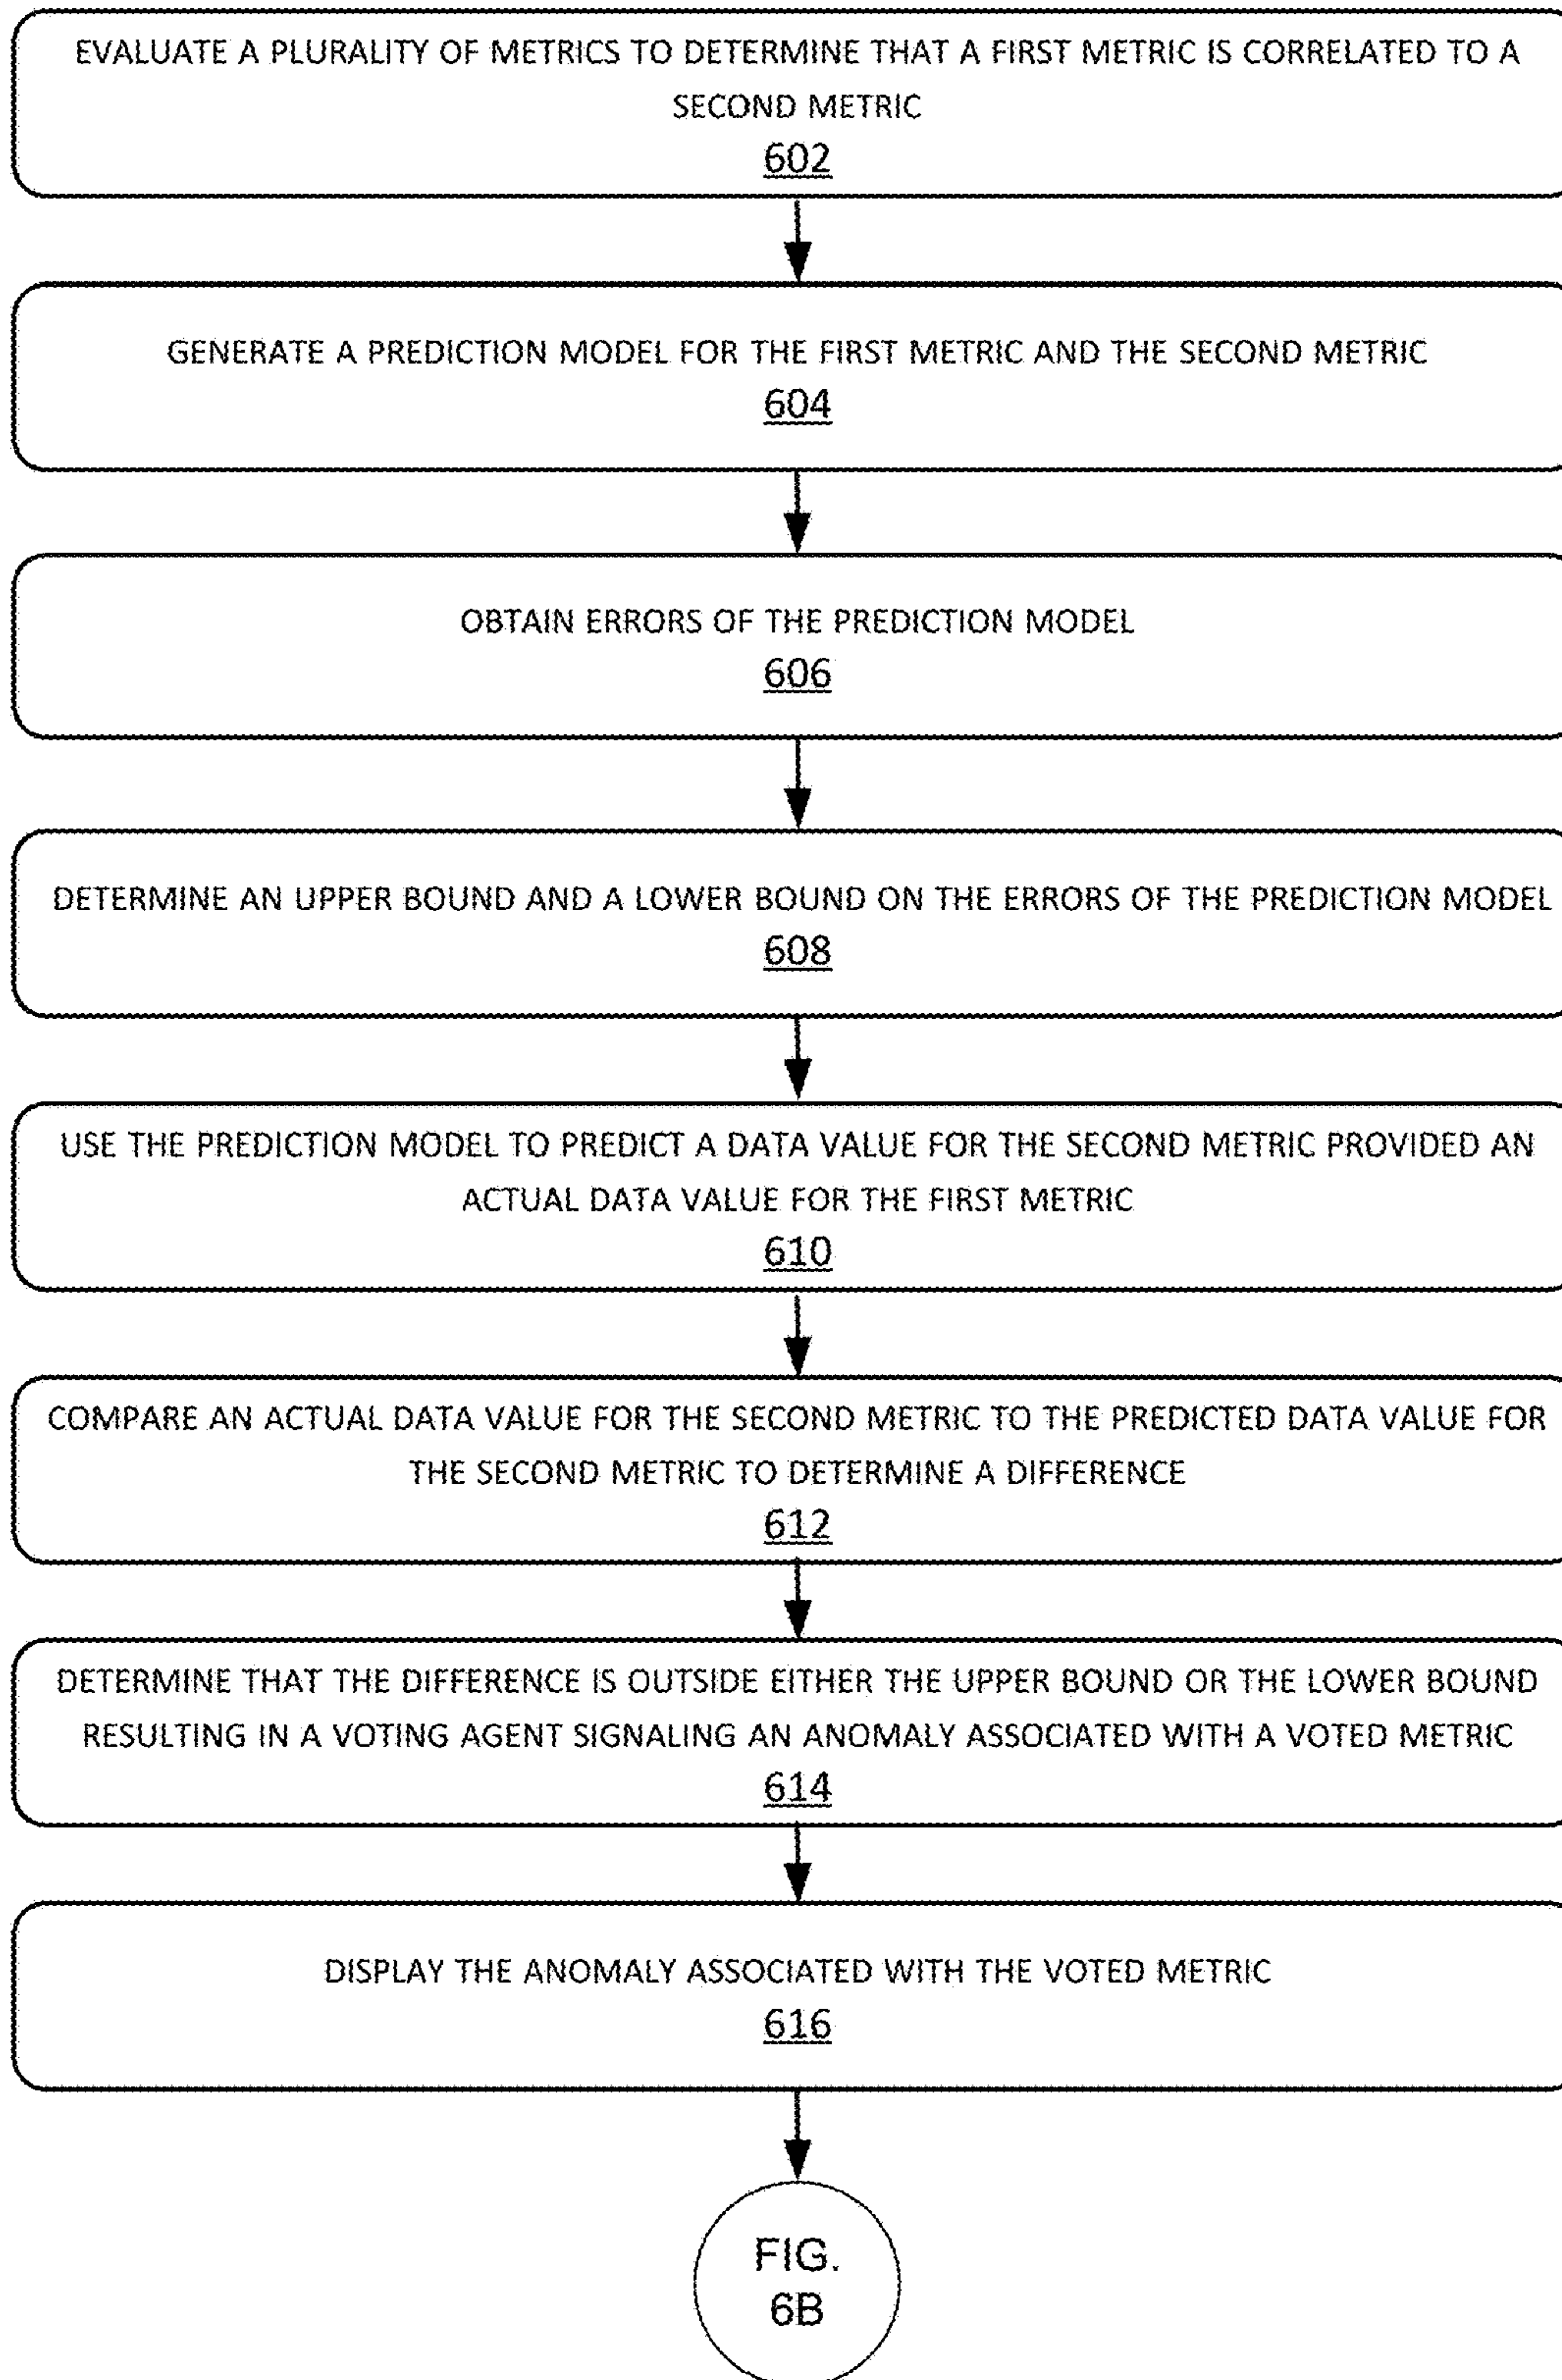 EVALUATE A PLURALITY OF METRICS TO DETERMINE THAT A FIRST METRIC IS CORRELATED TO A
SECOND METRIC
602
GENERATE A PREDICTION MODEL FOR THE FIRST METRIC AND THE SECOND METRIC
604
OBTAIN ERRORS OF THE PREDICTION MODEL
606
DETERMINE AN UPPER BOUND AND A LOWER BOUND ON THE ERRORS OF THE PREDICTION MODEL
608
USE THE PREDICTION MODEL TO PREDICT A DATA VALUE FOR THE SECOND METRIC PROVIDED AN
ACTUAL DATA VALUE FOR THE FIRST METRIC
610
COMPARE AN ACTUAL DATA VALUE FOR THE SECOND METRIC TO THE PREDICTED DATA VALUE FOR
THE SECOND METRIC TO DETERMINE A DIFFERENCE
612
DETERMINE THAT THE DIFFERENCE IS OUTSIDE EITHER THE UPPER BOUND OR THE LOWER BOUND
RESULTING IN A VOTING AGENT SIGNALING AN ANOMALY ASSOCIATED WITH A VOTED METRIC
614
DISPLAY THE ANOMALY ASSOCIATED WITH THE VOTED METRIC
616
FIG.
6B